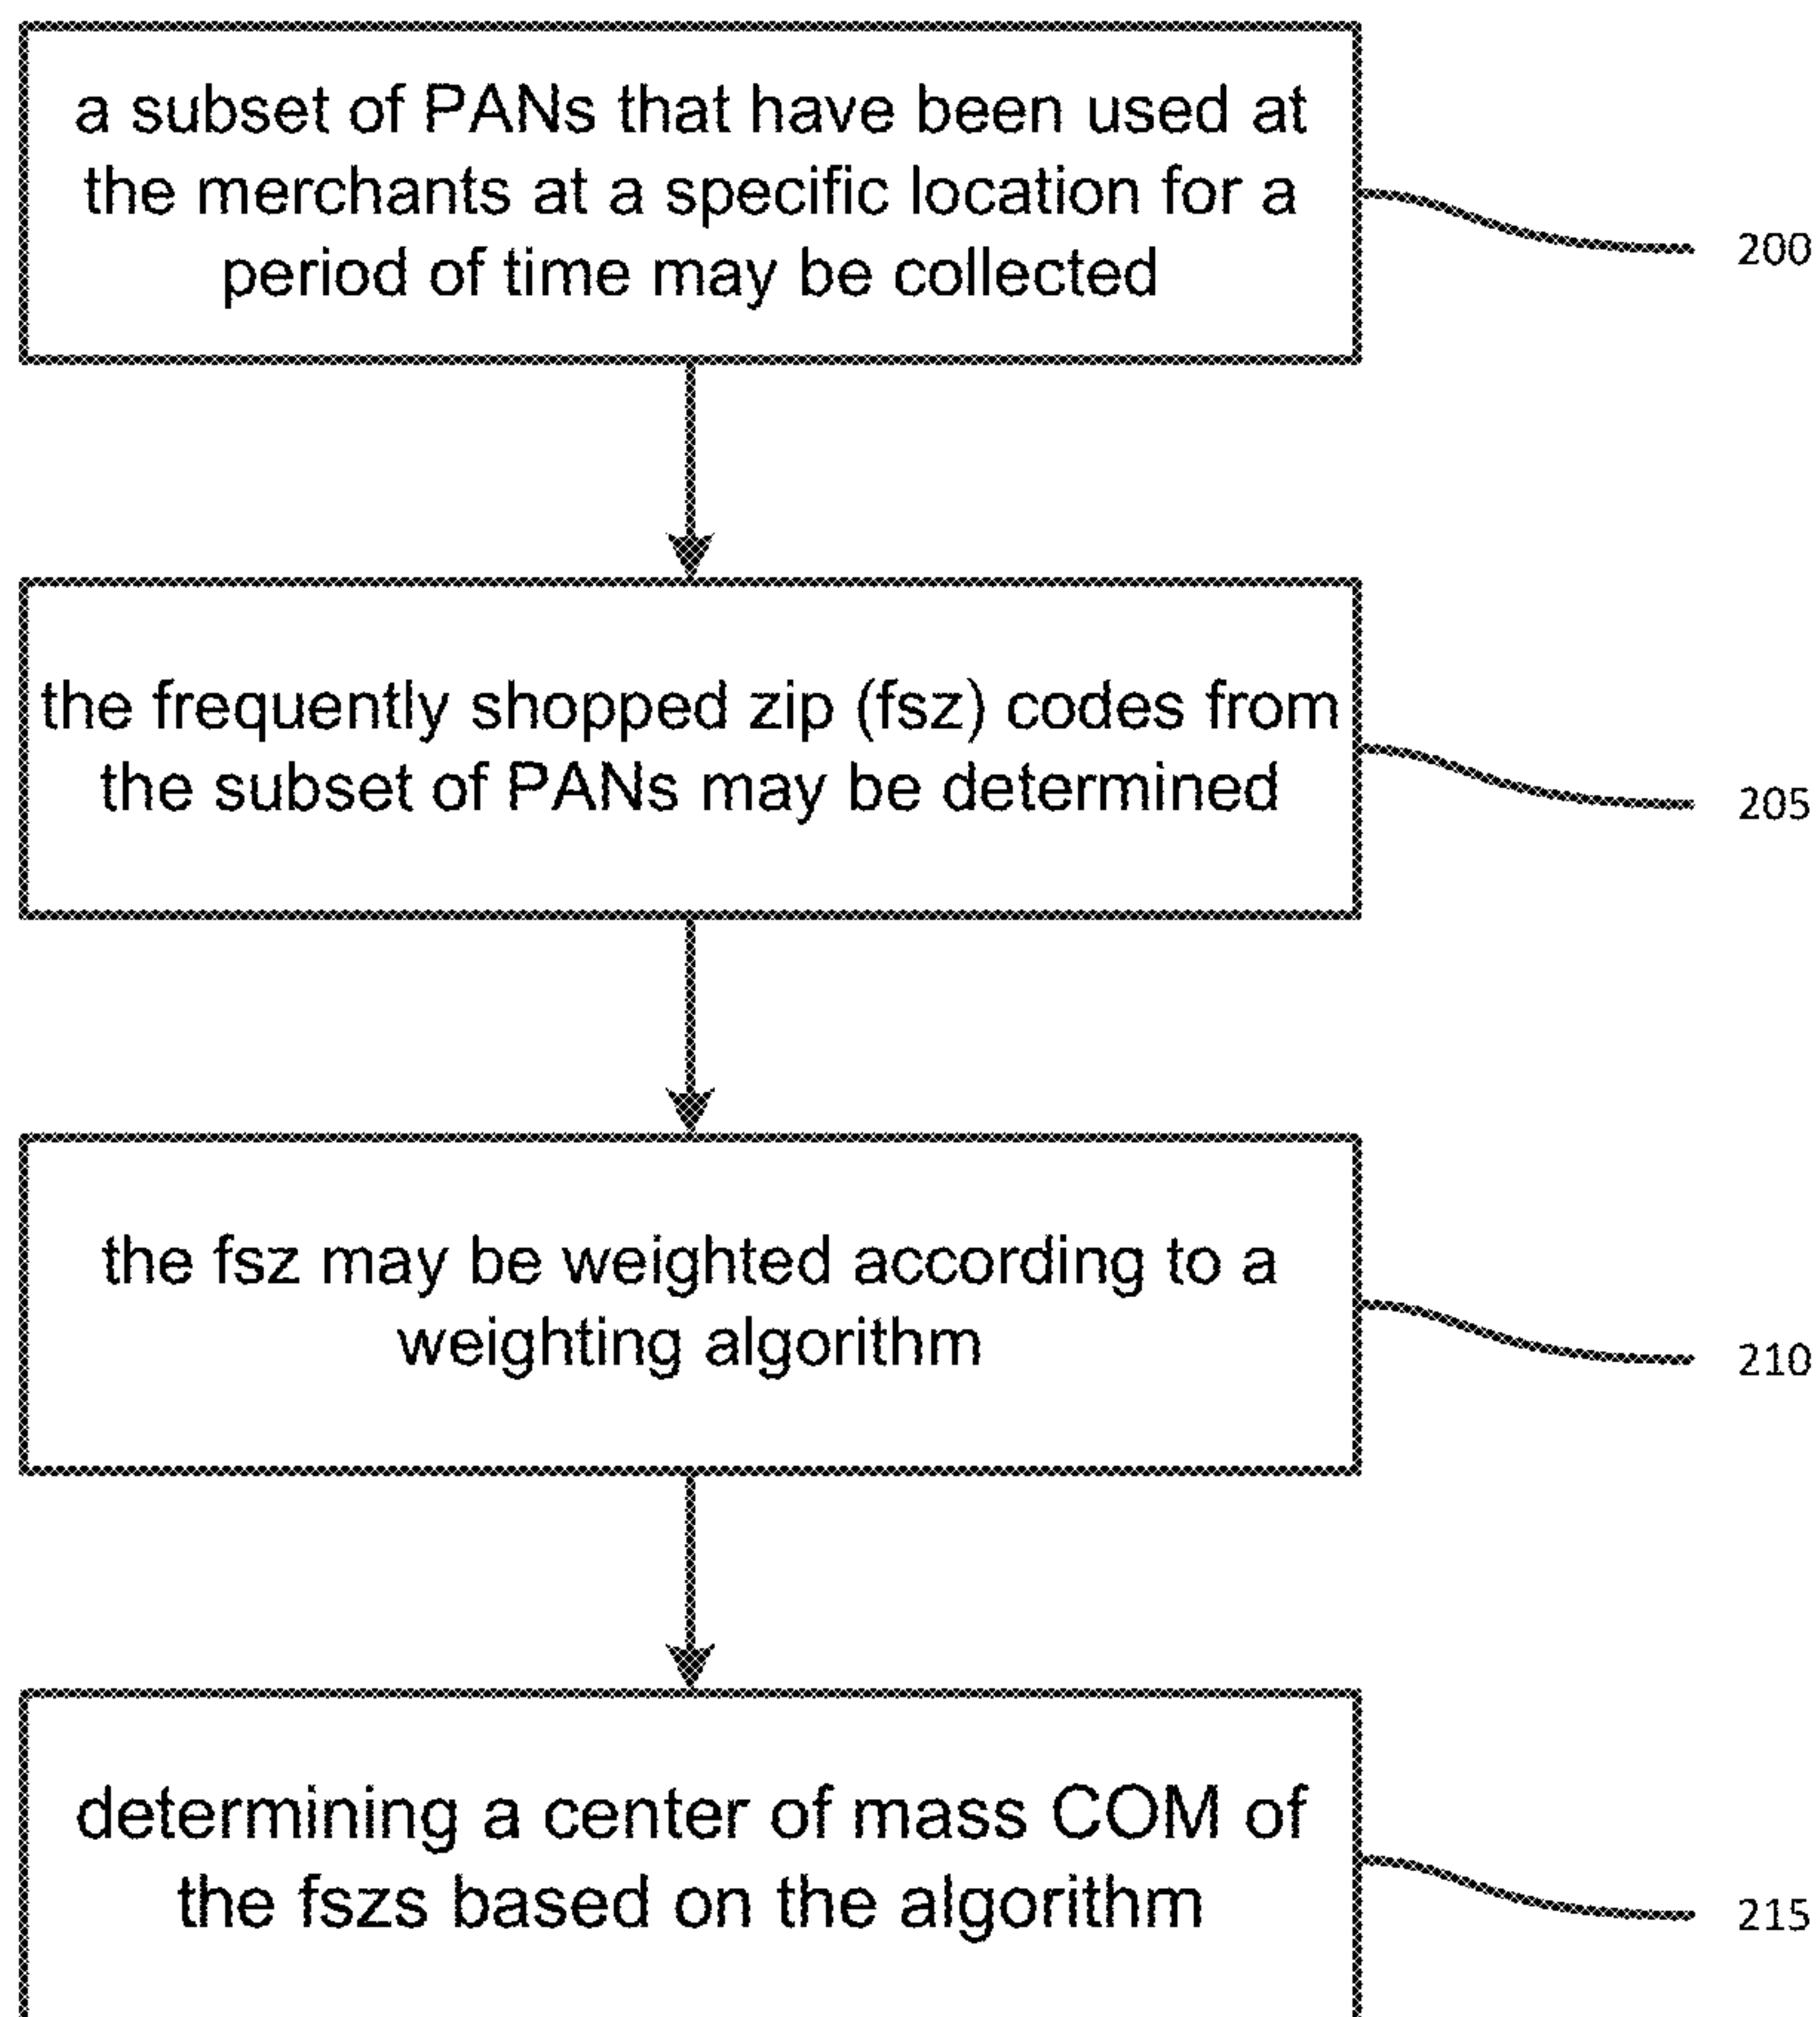 a subset of PANs that have been used at
the merchants at a specific location for a
period of time may be collected
200
the frequently shopped zip (fsz) codes from
the subset of PANs may be determined
205
the fsz may be weighted according to a
weighting algorithm
210
determining a center of mass COM of
the fszs based on the algorithm
215